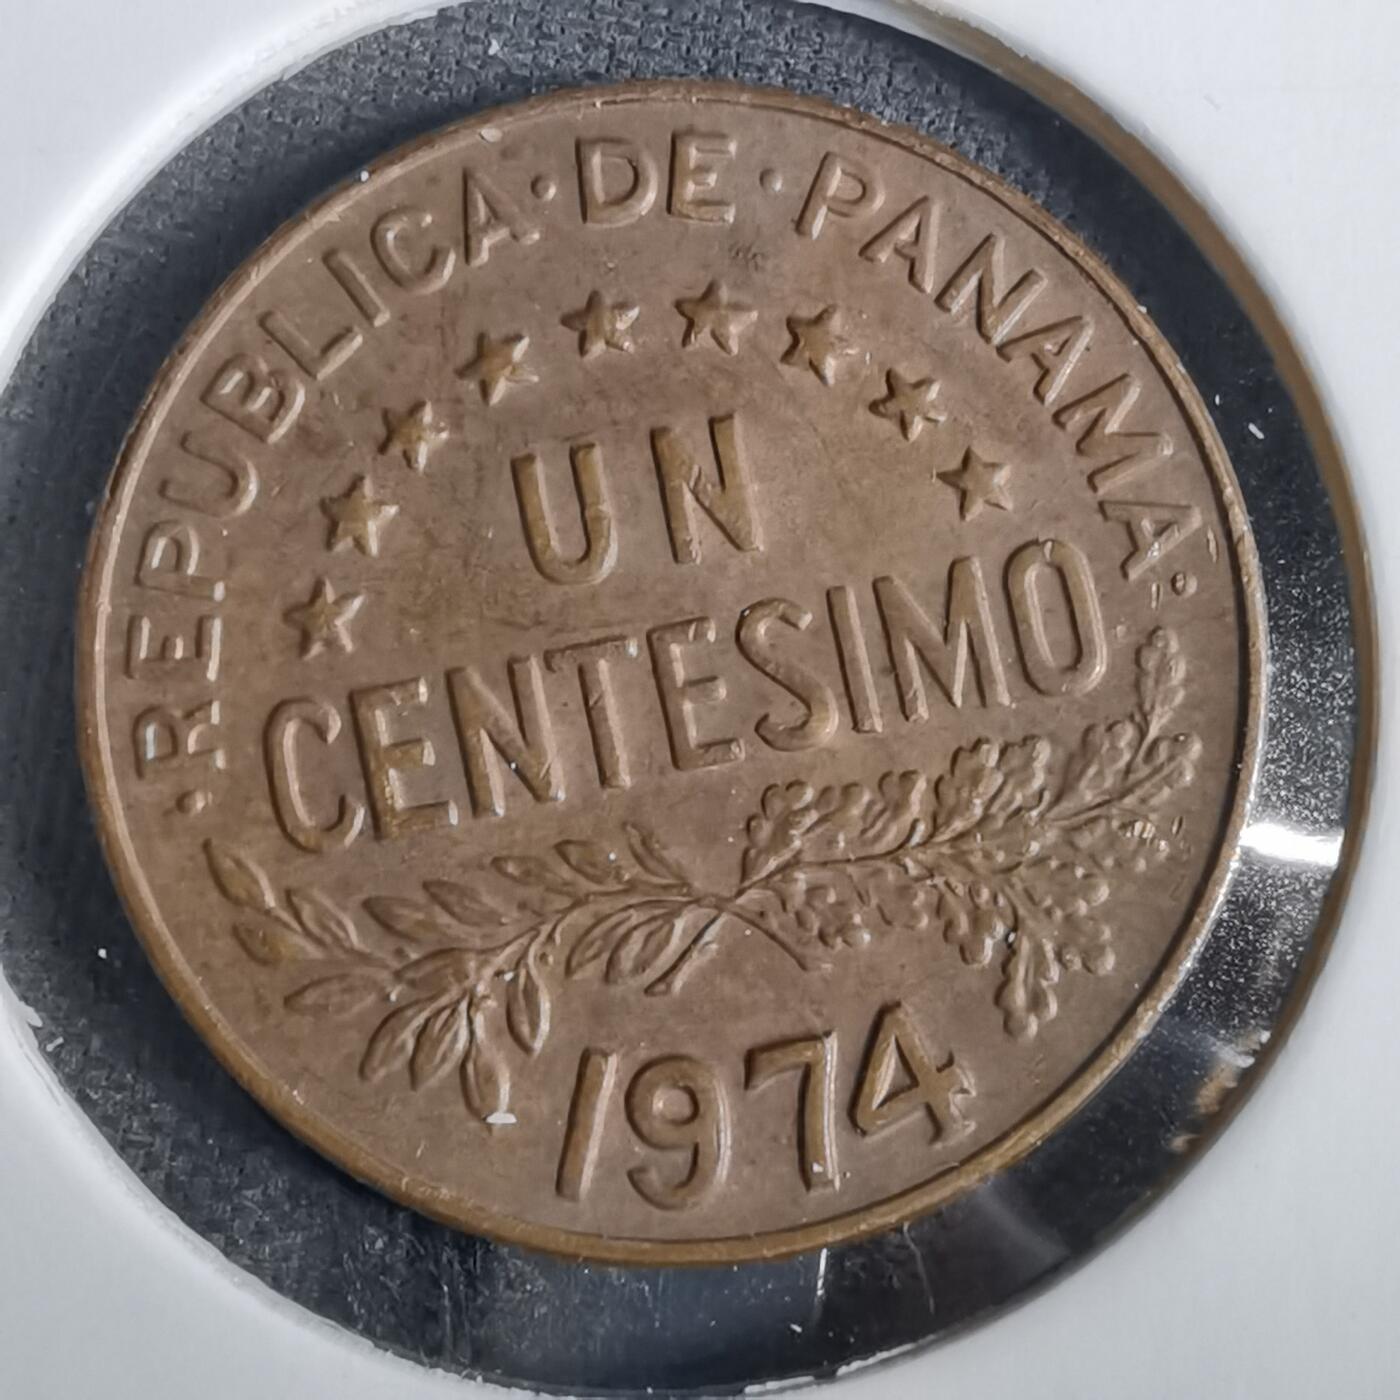 ·REPUBLICA·DE·PANAMA·
UN
CENTESIMO
1974